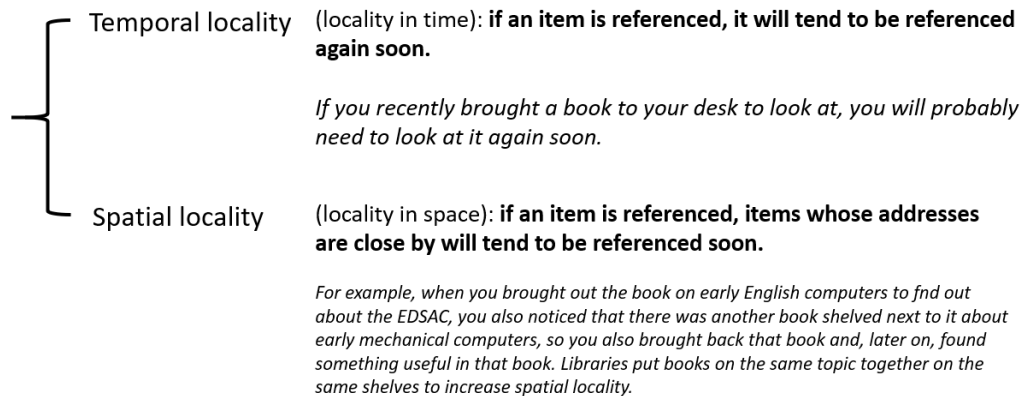 Temporal locality (locality in time): if an item is referenced, it will tend to be referenced
again soon.
If you recently brought a book to your desk to look at, you will probably
need to look at it again soon.
Spatial locality (locality in space): if an item is referenced, items whose addresses
are close by will tend to be referenced soon.
For example, when you brought out the book on early English computers to fnd out
about the EDSAC, you also noticed that there was another book shelved next to it about
early mechanical computers, so you also brought back that book and, later on, found
something useful in that book. Libraries put books on the same topic together on the
same shelves to increase spatial locality.